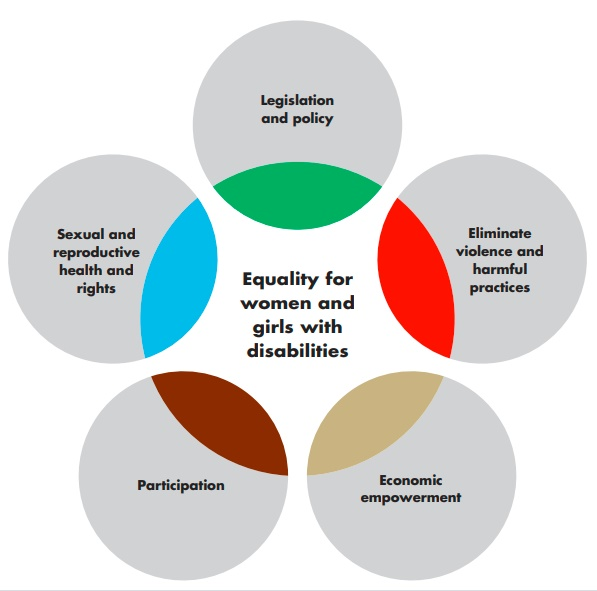 Legislation
and policy
Sexual and
reproductive
health and
rights
Eliminate
violence and
harmful
practices
Equality for
women and
girls with
disabilities
Participation
Economic
empowerment